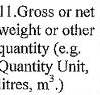 11.Gross or net
weight or other
quantity (e.g.
Quantity Unit,
litres, m³.)